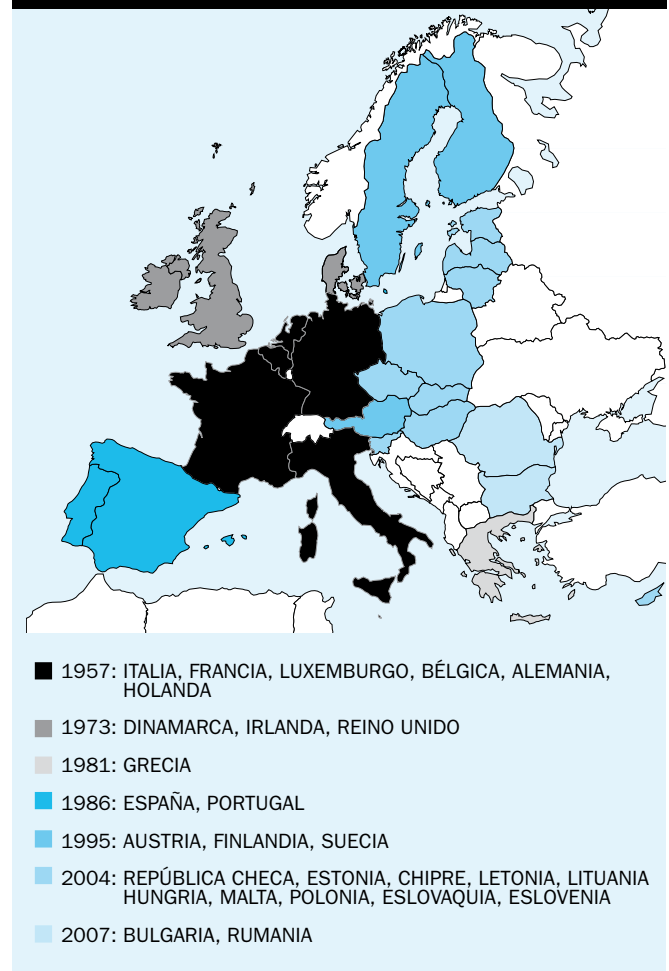 1957: ITALIA, FRANCIA, LUXEMBURGO, BÉLGICA, ALEMANIA,
HOLANDA
1973: DINAMARCA, IRLANDA, REINO UNIDO
1981: GRECIA
1986: ESPAÑA, PORTUGAL
1995: AUSTRIA, FINLANDIA, SUECIA
2004: REPÚBLICA CHECA, ESTONIA, CHIPRE, LETONIA, LITUANIA
HUNGRIA, MALTA, POLONIA, ESLOVAQUIA, ESLOVENIA
2007: BULGARIA, RUMANIA